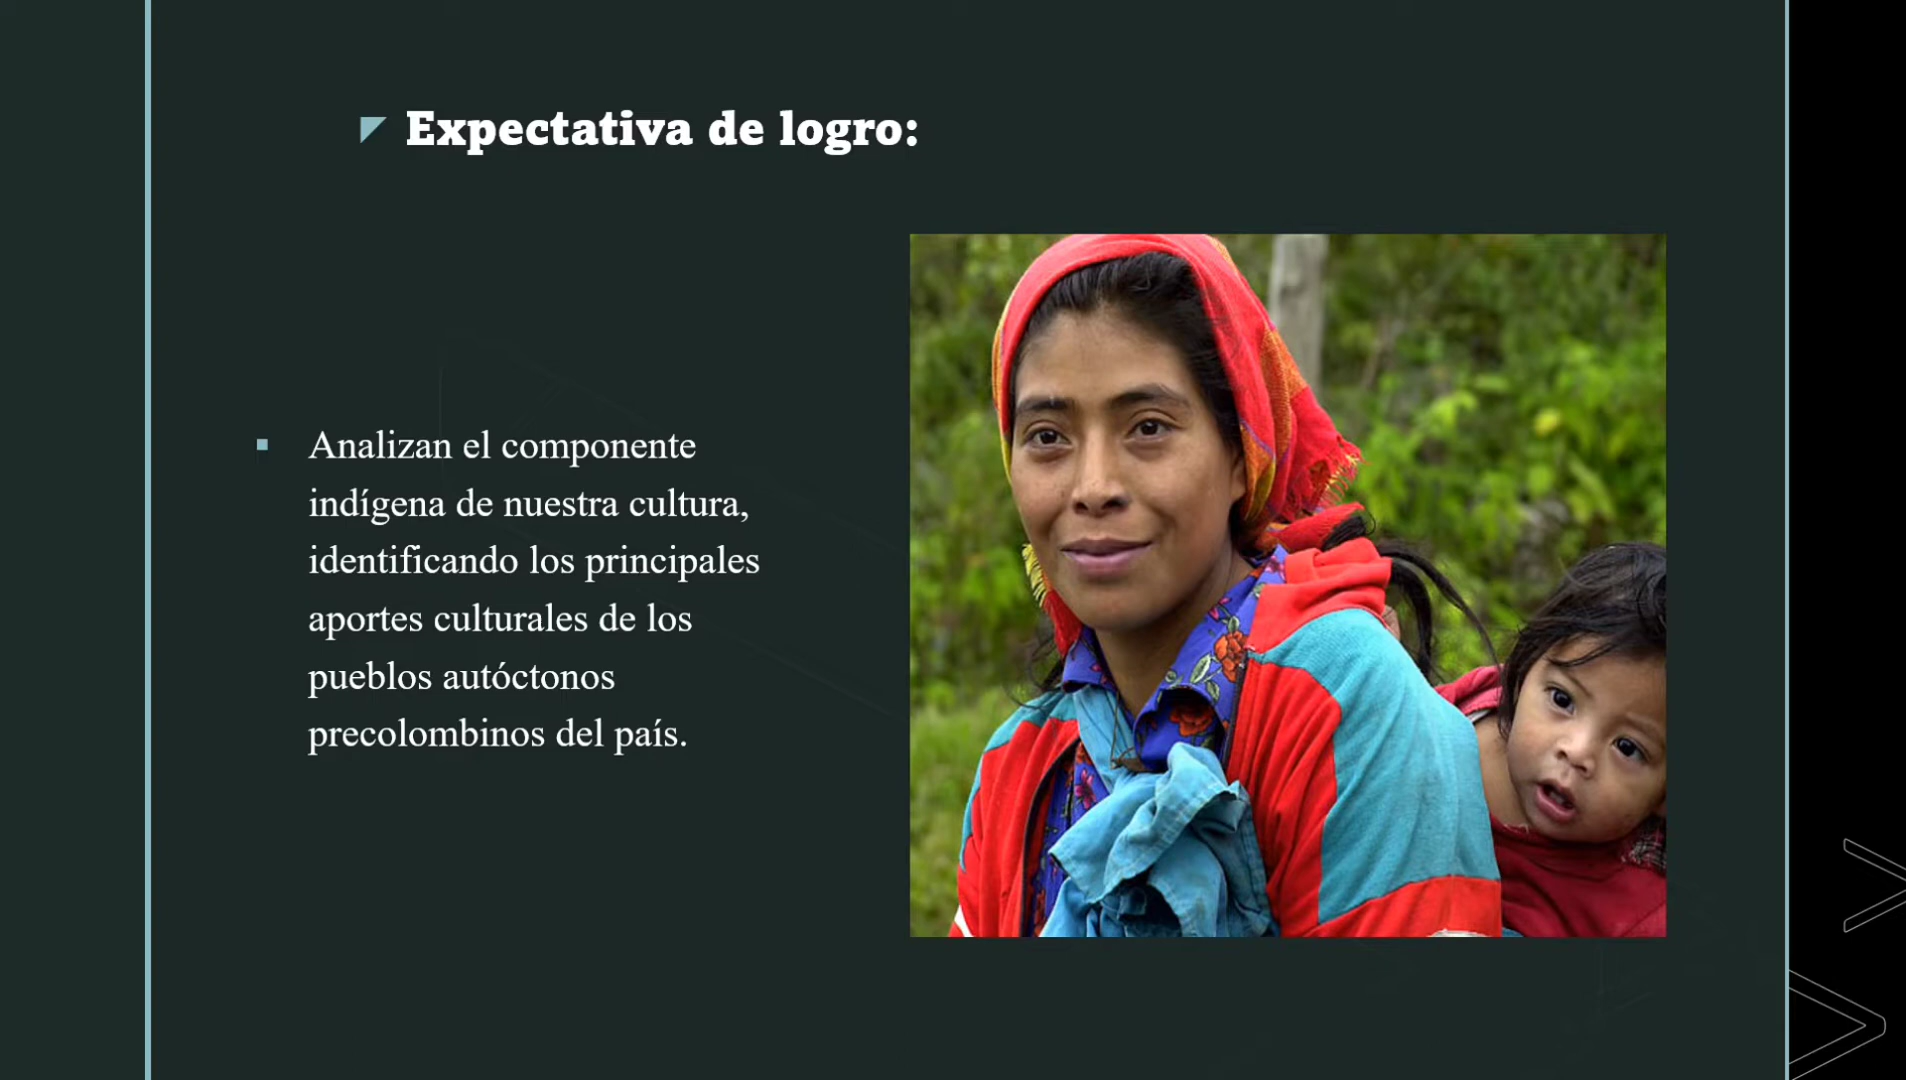 Expectativa de logro:
Analizan el componente
indígena de nuestra cultura,
identificando los principales
aportes culturales de los
pueblos autóctonos
precolombinos del país.